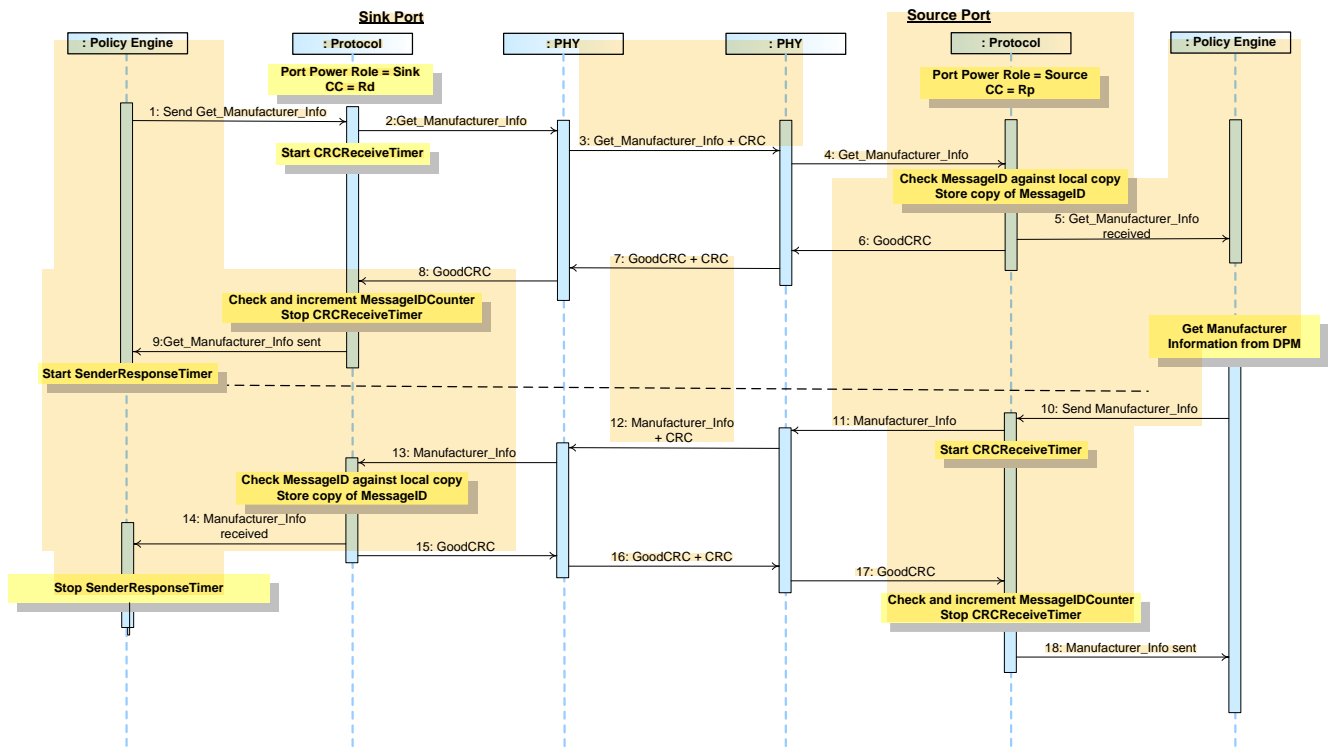 Sink Port
Source Port
: Policy Engine
: Protocol
: PHY
: PHY
: Protocol
: Policy Engine
Port Power Role = Sink
CC = Rd
Port Power Role = Source
CC = Rp
1: Send Get_Manufacturer_Info
2:Get_Manufacturer_Info
Start CRCReceiveTimer
3: Get_Manufacturer_Info + CRC
4: Get_Manufacturer_Info
Check MessageID against local copy
Store copy of MessageID
5: Get_Manufacturer_Info
received
6: GoodCRC
7: GoodCRC + CRC
8: GoodCRC
Check and increment MessageIDCounter
Stop CRCReceiveTimer
9:Get_Manufacturer_Info sent
Start SenderResponseTimer
Get Manufacturer
Information from DPM
10: Send Manufacturer_Info
11: Manufacturer_Info
Start CRCReceiveTimer
12: Manufacturer_Info
+ CRC
13: Manufacturer_Info
Check MessageID against local copy
Store copy of MessageID
14: Manufacturer_Info
received
15: GoodCRC
16: GoodCRC + CRC
17: GoodCRC
Stop SenderResponseTimer
Check and increment MessageIDCounter
Stop CRCReceiveTimer
18: Manufacturer_Info sent